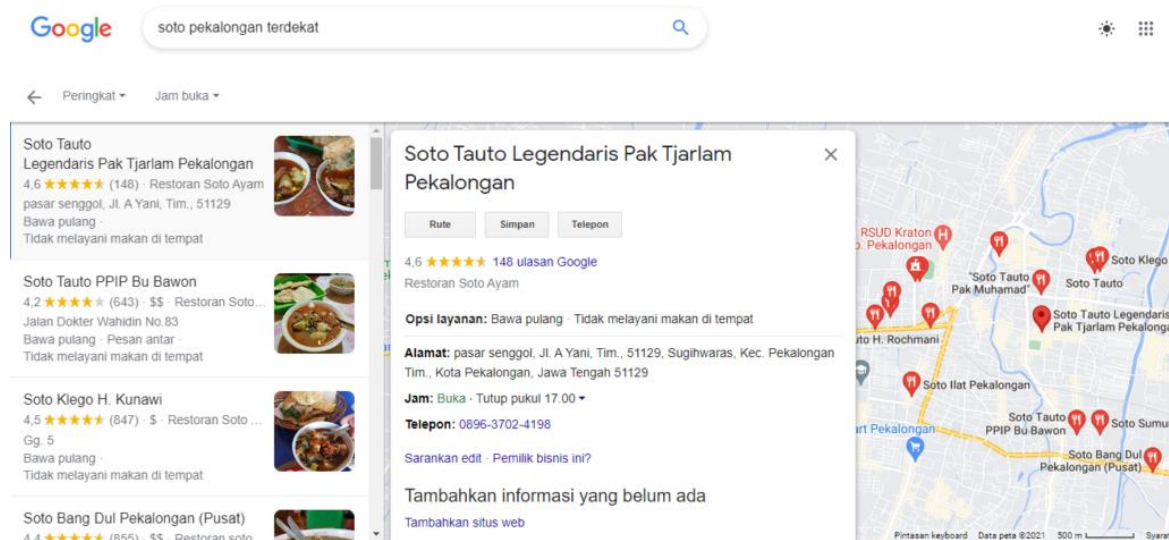 Google
soto pekalongan terdekat
Peringkat
Jam buka
Soto Tauto
Legendaris Pak Tjarlam Pekalongan
4,6 (148) · Restoran Soto Ayam
pasar senggol, Jl. A Yani, Tim., 51129
Bawa pulang ·
Tidak melayani makan di tempat
Soto Tauto PPIP Bu Bawon
4,2 (643) · $$ · Restoran Soto...
Jalan Dokter Wahidin No.83
Bawa pulang · Pesan antar ·
Tidak melayani makan di tempat
Soto Klego H. Kunawi
4,5 (847) · $ · Restoran Soto ...
Gg. 5
Bawa pulang ·
Tidak melayani makan di tempat
Soto Bang Dul Pekalongan (Pusat)
4,4 (855) · $$ · Restoran soto
Soto Tauto Legendaris Pak Tjarlam
Pekalongan
Rute
Simpan
Telepon
4,6 148 ulasan Google
Restoran Soto Ayam
Opsi layanan: Bawa pulang · Tidak melayani makan di tempat
Alamat: pasar senggol, Jl. A Yani, Tim., 51129, Sugihwaras, Kec. Pekalongan
Tim., Kota Pekalongan, Jawa Tengah 51129
Jam: Buka · Tutup pukul 17.00
Telepon: 0896-3702-4198
Sarankan edit · Pemilik bisnis ini?
Tambahkan informasi yang belum ada
Tambahkan situs web
RSUD Kraton
. Pekalongan
Soto Klego
"Soto Tauto
Pak Muhamad"
Soto Tauto
Soto Tauto Legendaris
Pak Tjarlam Pekalonga
uto H. Rochmani
Soto Ilat Pekalongan
Soto Tauto
PPIP Bu Bawon
Soto Sumu
art Pekalongan
Soto Bang Dul
Pekalongan (Pusat)
Pintasan keyboard
Data peta ©2021
500 m
Syara